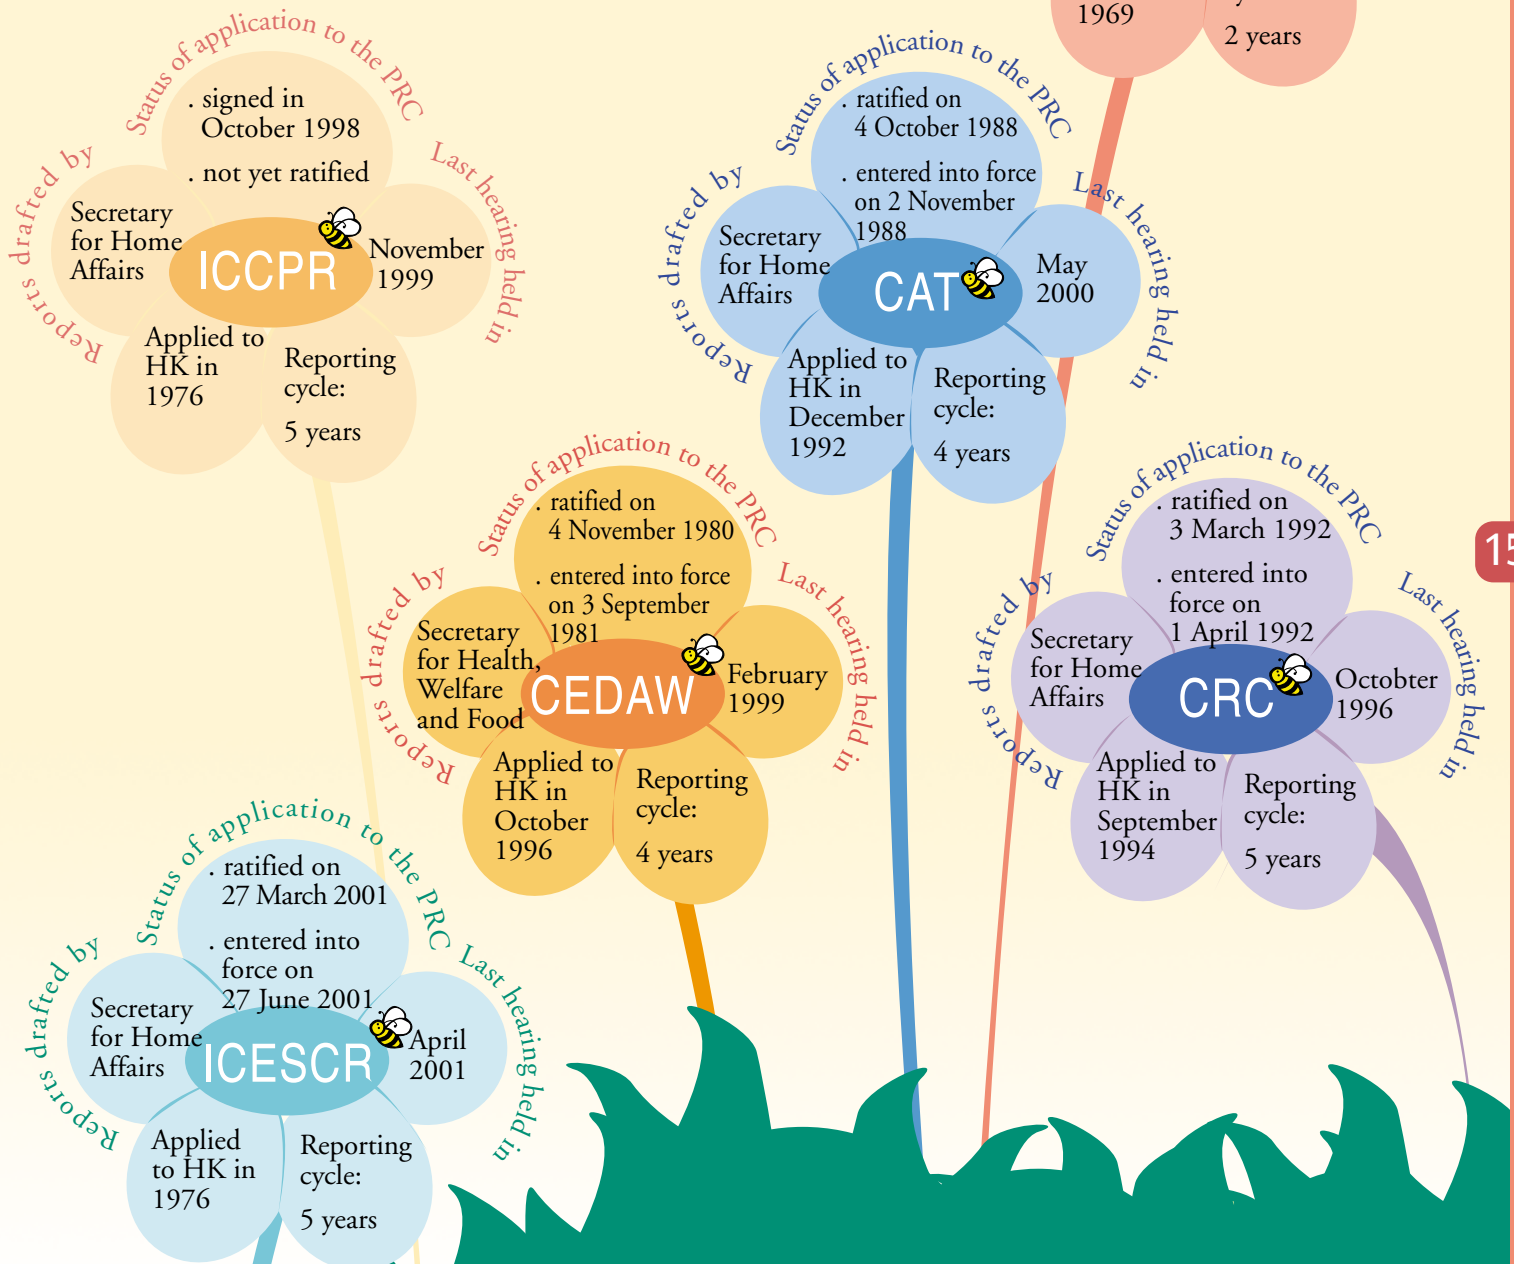 1969
2 years
Status of application to the PRC
. signed in
October 1998
. not yet ratified
Reports drafted by
Secretary
for Home
Affairs
ICCPR
Last hearing held in
November
1999
Applied to
HK in
1976
Reporting
cycle:
5 years
Status of application to the PRC
. ratified on
4 October 1988
. entered into force
on 2 November
1988
Reports drafted by
Secretary
for Home
Affairs
CAT
Last hearing held in
May
2000
Applied to
HK in
December
1992
Reporting
cycle:
4 years
Status of application to the PRC
. ratified on
4 November 1980
. entered into force
on 3 September
1981
Reports drafted by
Secretary
for Health,
Welfare
and Food
CEDAW
Last hearing held in
February
1999
Applied to
HK in
October
1996
Reporting
cycle:
4 years
Status of application to the PRC
. ratified on
3 March 1992
. entered into
force on
1 April 1992
Reports drafted by
Secretary
for Home
Affairs
CRC
Last hearing held in
Octobter
1996
Applied to
HK in
September
1994
Reporting
cycle:
5 years
Status of application to the PRC
. ratified on
27 March 2001
. entered into
force on
27 June 2001
Reports drafted by
Secretary
for Home
Affairs
ICESCR
Last hearing held in
April
2001
Applied
to HK in
1976
Reporting
cycle:
5 years